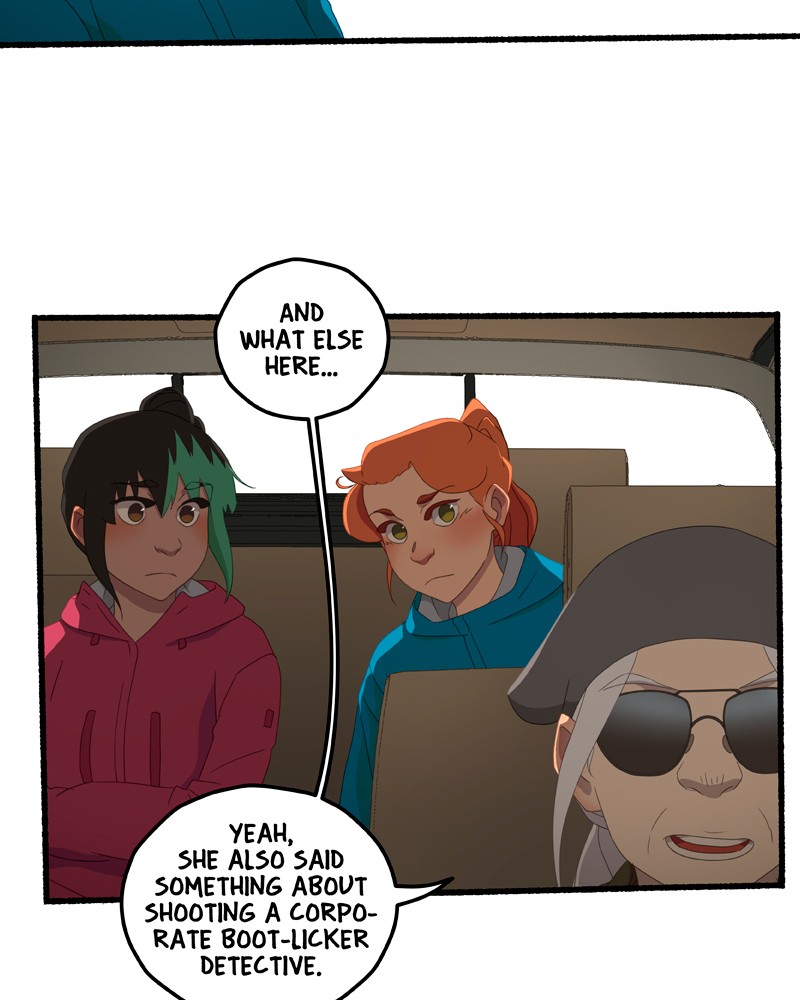 AND
WHAT ELSE
HERE...
YEAH,
SHE ALSO SAID
SOMETHING ABOUT
SHOOTING A CORPO-
RATE BOOT-LICKER
DETECTIVE.